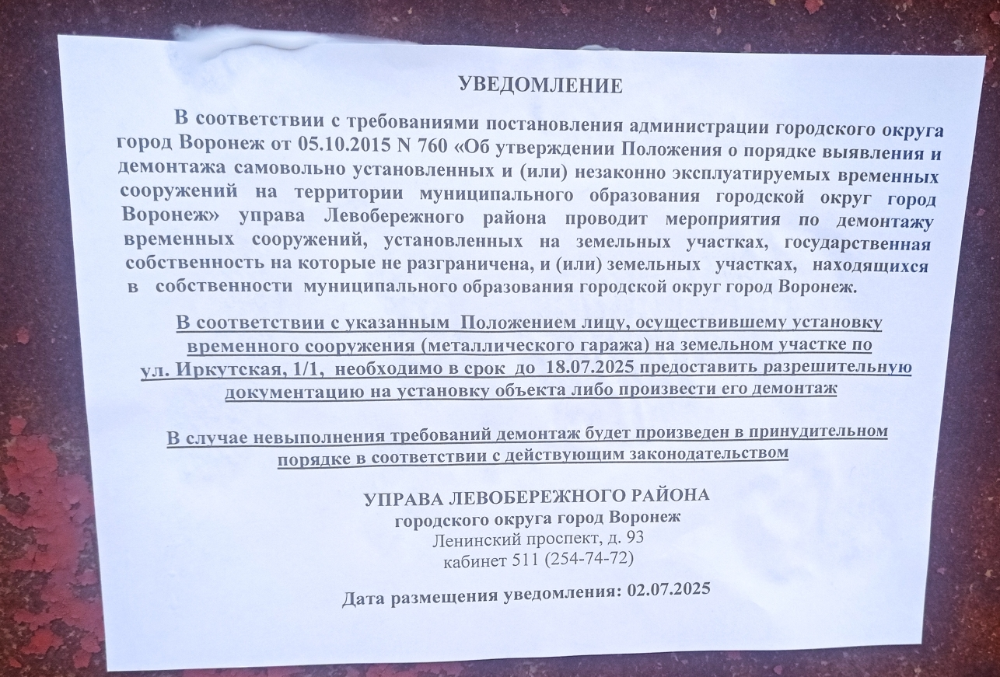 УВЕДОМЛЕНИЕ
В соответствии с требованиями постановления администрации городского округа
город Воронеж от 05.10.2015 N 760 «Об утверждении Положения о порядке выявления и
демонтажа самовольно установленных и (или) незаконно эксплуатируемых временных
сооружений на территории муниципального образования городской округ город
Воронеж» управа Левобережного района проводит мероприятия по демонтажу
временных сооружений, установленных на земельных участках, государственная
собственность на которые не разграничена, и (или) земельных участках, находящихся
в собственности муниципального образования городской округ город Воронеж.
В соответствии с указанным Положением лицу, осуществившему установку
временного сооружения (металлического гаража) на земельном участке по
ул. Иркутская, 1/1, необходимо в срок до 18.07.2025 предоставить разрешительную
документацию на установку объекта либо произвести его демонтаж
В случае невыполнения требований демонтаж будет произведен в принудительном
порядке в соответствии с действующим законодательством
УПРАВА ЛЕВОБЕРЕЖНОГО РАЙОНА
городского округа город Воронеж
Ленинский проспект, д. 93
кабинет 511 (254-74-72)
Дата размещения уведомления: 02.07.2025